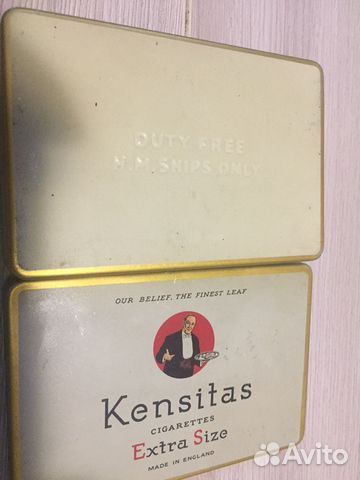 DUTY FREE
H.M. SHIPS ONLY
OUR BELIEF, THE FINEST LEAF
Kensitas
CIGARETTES
Extra Size
MADE IN ENGLAND
Avito